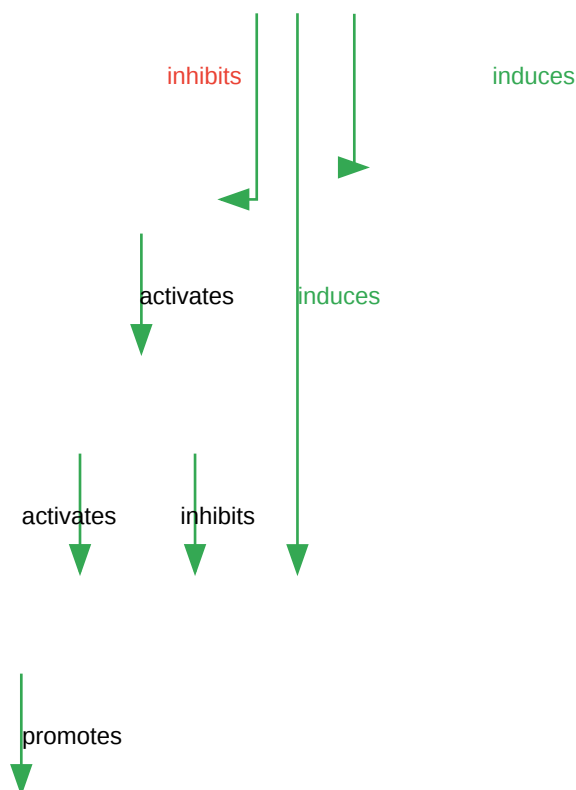 inhibits
induces
activates
induces
activates
inhibits
promotes